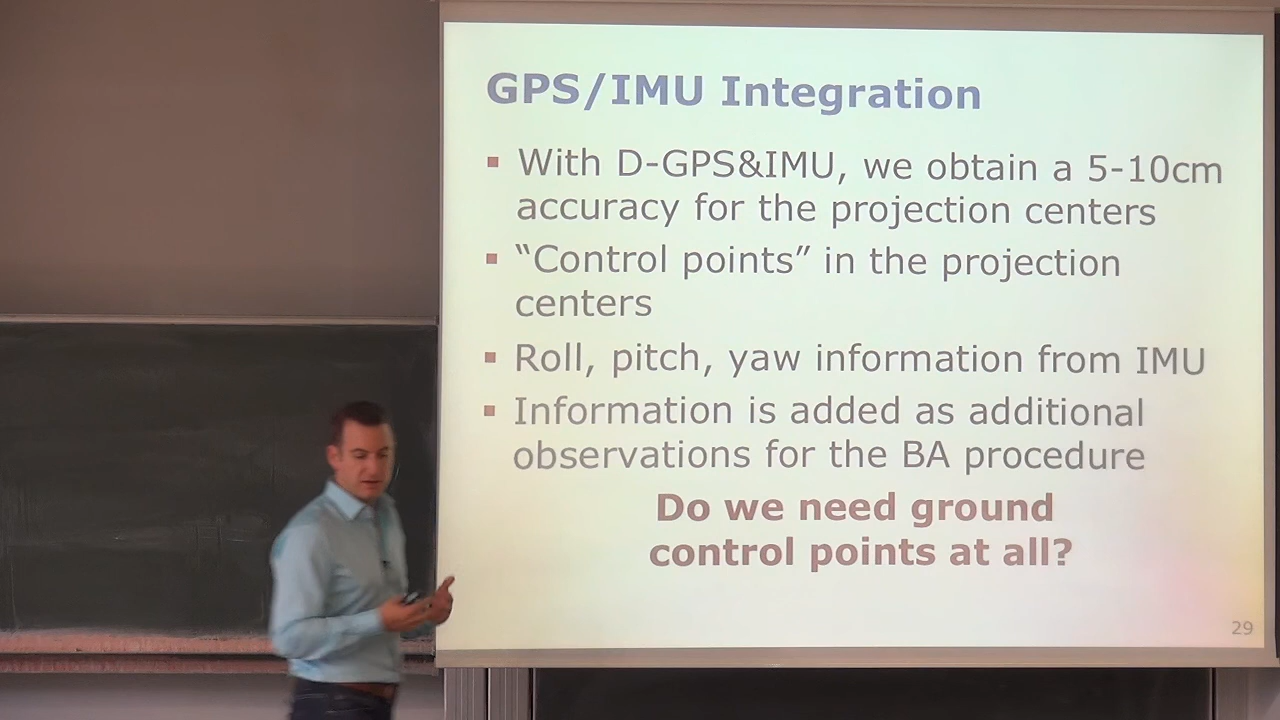 GPS/IMU Integration
▪ With D-GPS&IMU, we obtain a 5-10cm
accuracy for the projection centers
▪ “Control points” in the projection
centers
▪ Roll, pitch, yaw information from IMU
▪ Information is added as additional
observations for the BA procedure
Do we need ground
control points at all?
29